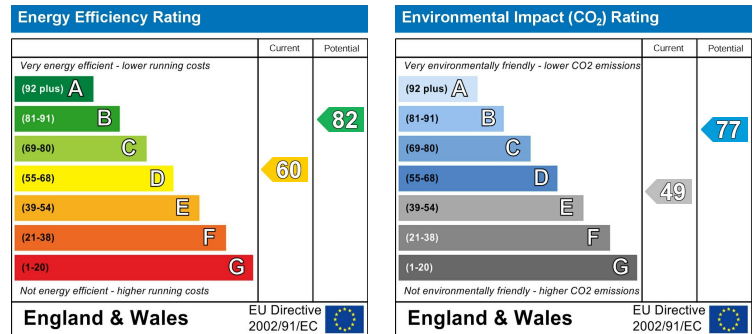 Energy Efficiency Rating
Current Potential
Very energy efficient - lower running costs
(92 plus) A
(81-91) B
82
(69-80) C
60
(55-68) D
(39-54) E
(21-38) F
(1-20) G
Not energy efficient - higher running costs
England & Wales
EU Directive
2002/91/EC
Environmental Impact (CO₂) Rating
Current Potential
Very environmentally friendly - lower CO2 emissions
(92 plus) A
(81-91) B
77
(69-80) C
(55-68) D
49
(39-54) E
(21-38) F
(1-20) G
Not environmentally friendly - higher CO2 emissions
England & Wales
EU Directive
2002/91/EC